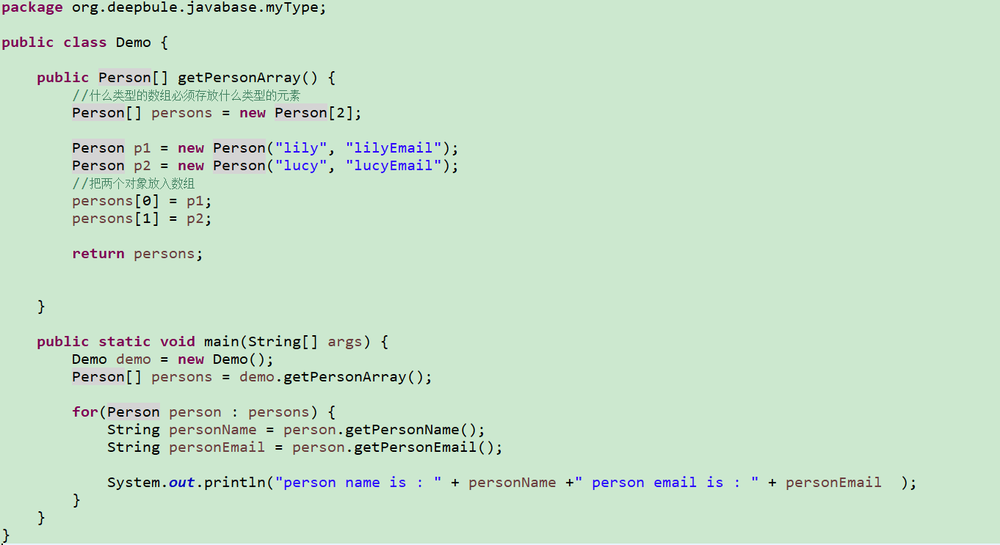 package org.deepbule.javabase.myType;
public class Demo {
public Person[] getPersonArray() {
//什么类型的数组必须存放什么类型的元素
Person[] persons = new Person[2];
Person p1 = new Person("lily", "lilyEmail");
Person p2 = new Person("lucy", "lucyEmail");
//把两个对象放入数组
persons[0] = p1;
persons[1] = p2;
return persons;
}
public static void main(String[] args) {
Demo demo = new Demo();
Person[] persons = demo.getPersonArray();
for(Person person : persons) {
String personName = person.getPersonName();
String personEmail = person.getPersonEmail();
System.out.println("person name is : " + personName +" person email is : " + personEmail  );
}
}
}